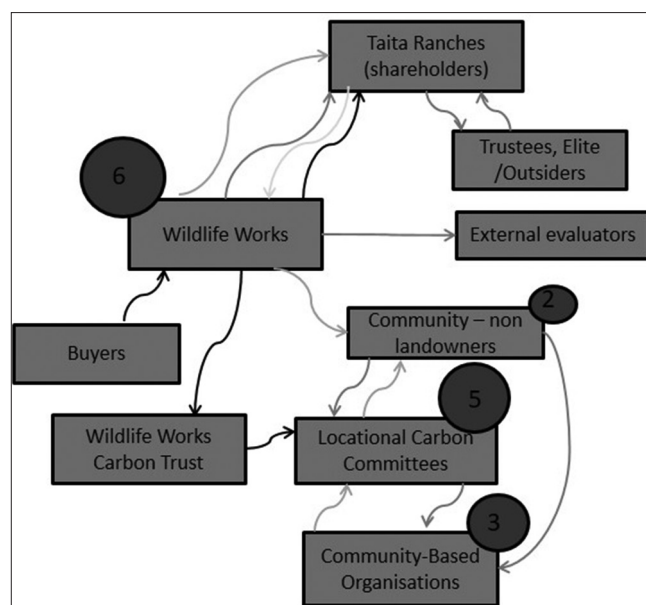 Taita Ranches
(shareholders)
Trustees, Elite
/Outsiders
6
Wildlife Works
External evaluators
2
Community – non
landowners
Buyers
5
Wildlife Works
Carbon Trust
Locational Carbon
Committees
3
Community-Based
Organisations